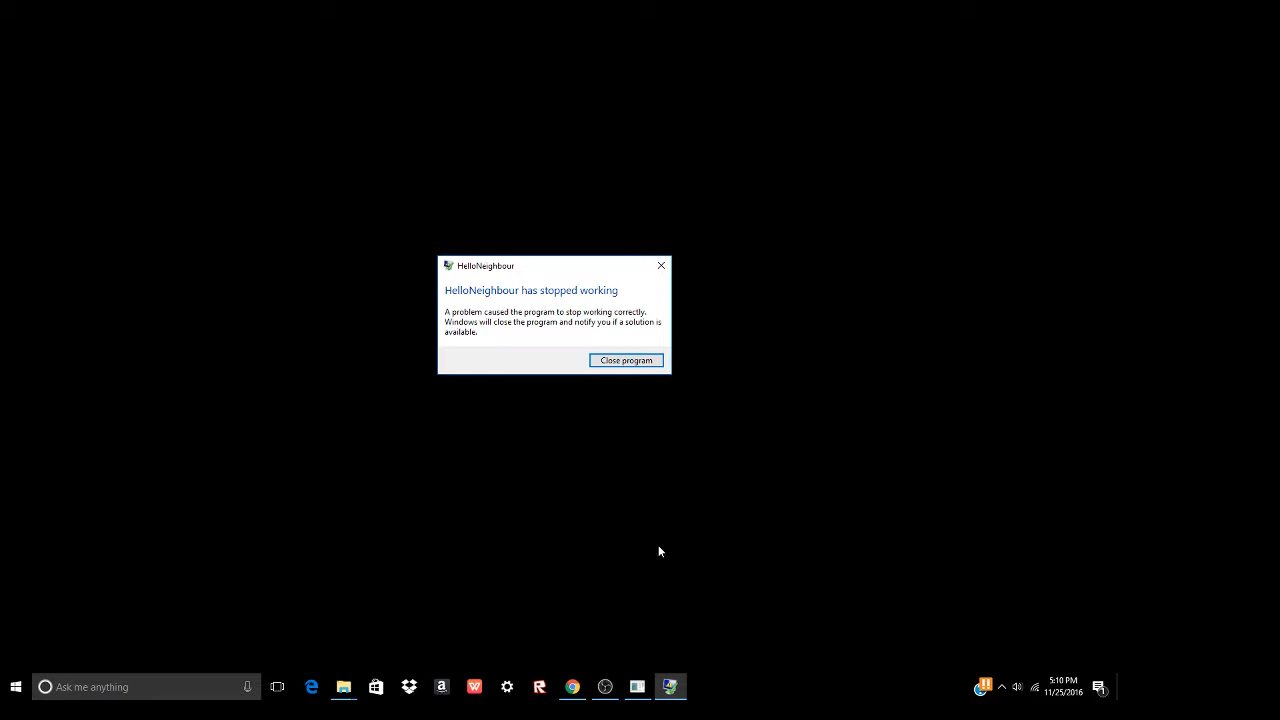 HelloNeighbour
HelloNeighbour has stopped working
A problem caused the program to stop working correctly.
Windows will close the program and notify you if a solution is
available.
Close program
Ask me anything
5:10 PM
11/25/2016